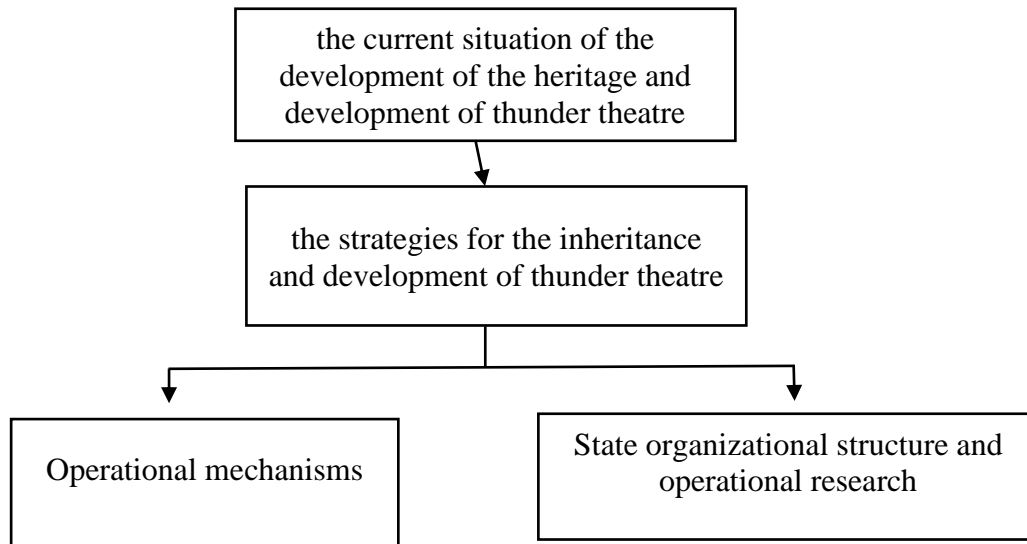 the current situation of the
development of the heritage and
development of thunder theatre
the strategies for the inheritance
and development of thunder theatre
Operational mechanisms
State organizational structure and
operational research